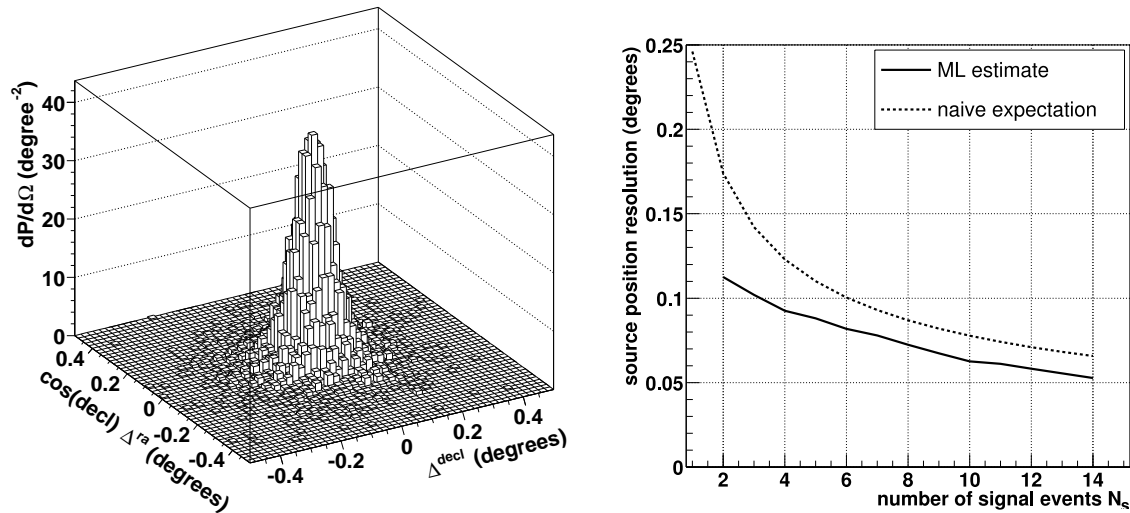 dP/dΩ (degree⁻²)
40
30
20
10
0
0.4
0.2
0
-0.2
-0.4
cos(decl) Δʳᵃ (degrees)
-0.4
-0.2
0
0.2
0.4
Δᵈᵉᶜˡ (degrees)
source position resolution (degrees)
0.25
0.2
0.15
0.1
0.05
0
ML estimate
naive expectation
2 4 6 8 10 12 14
number of signal events Nₛ